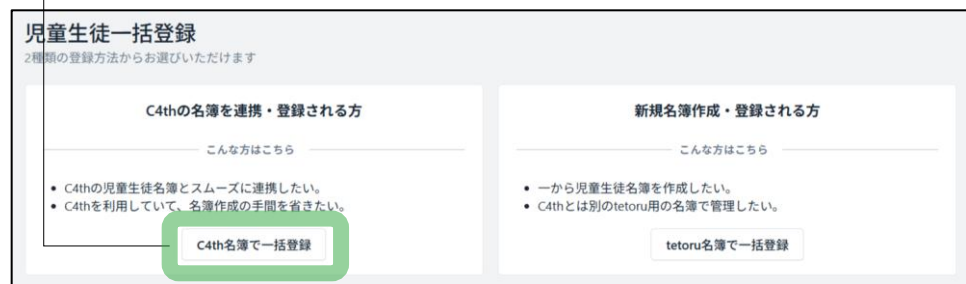 児童生徒一括登録
2種類の登録方法からお選びいただけます
C4thの名簿を連携・登録される方
こんな方はこちら
• C4thの児童生徒名簿とスムーズに連携したい。
• C4thを利用していて、名簿作成の手間を省きたい。
C4th名簿で一括登録
新規名簿作成・登録される方
こんな方はこちら
• 一から児童生徒名簿を作成したい。
• C4thとは別のtetoru用の名簿で管理したい。
tetoru名簿で一括登録